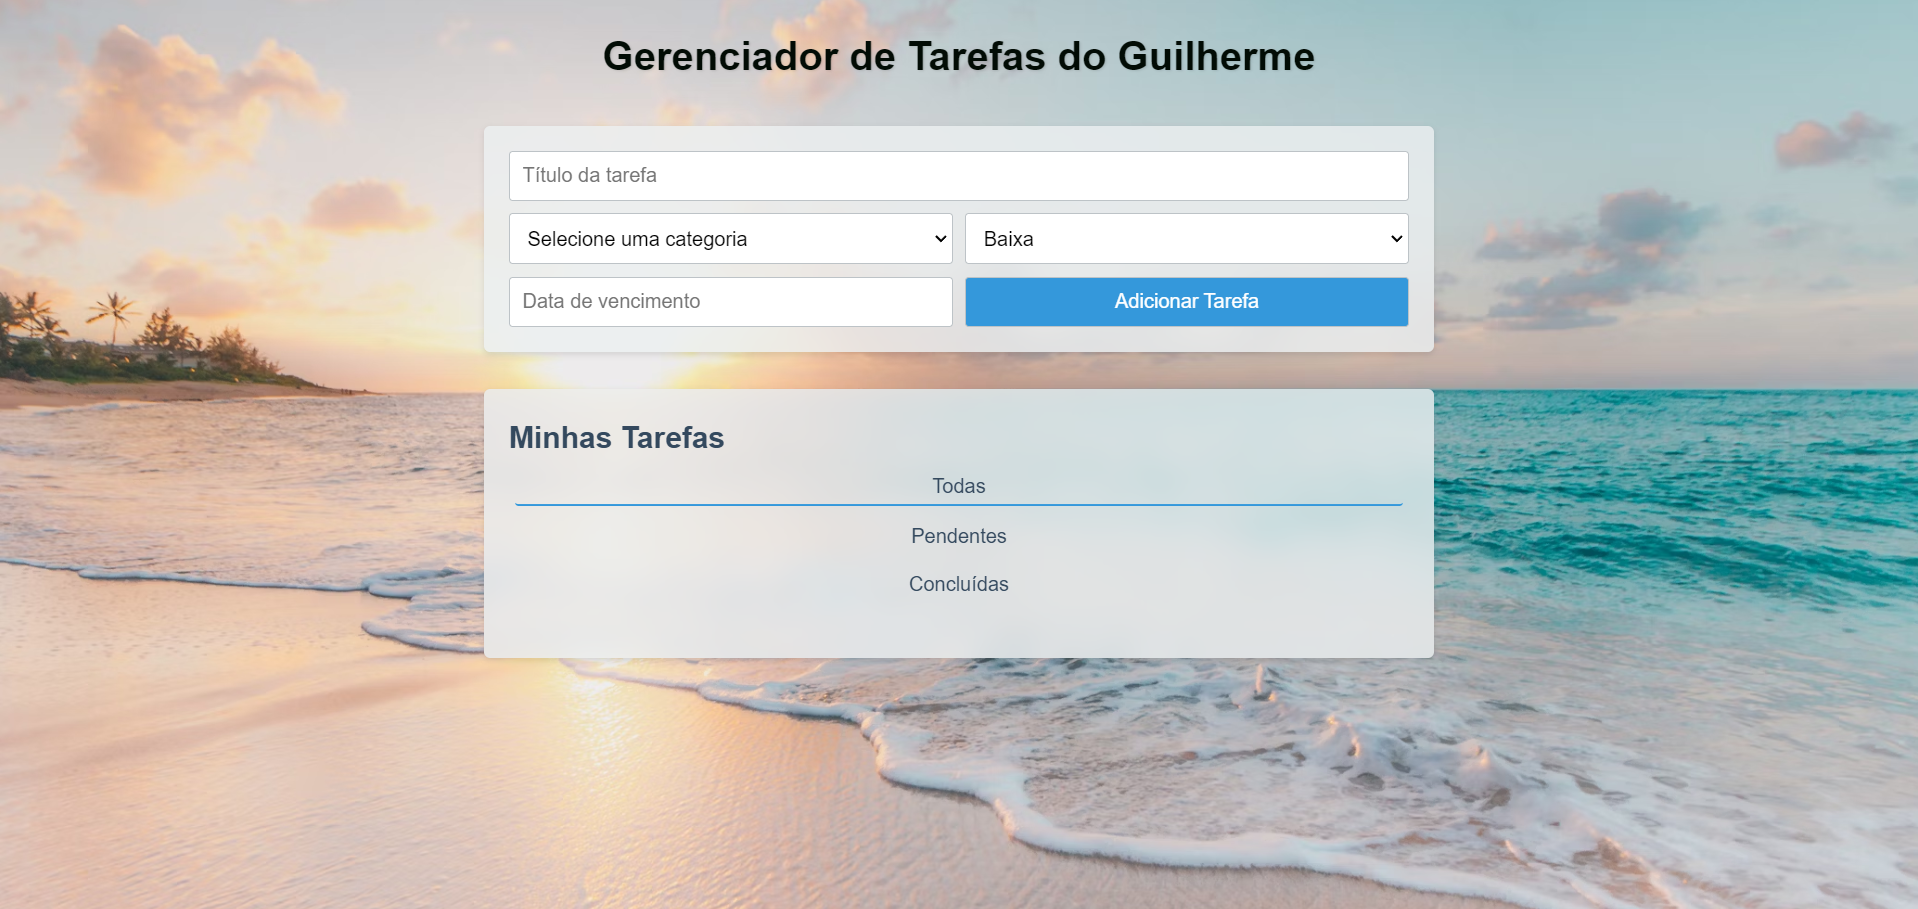 Gerenciador de Tarefas do Guilherme
Título da tarefa
Selecione uma categoria
Baixa
Data de vencimento
Adicionar Tarefa
Minhas Tarefas
Todas
Pendentes
Concluídas